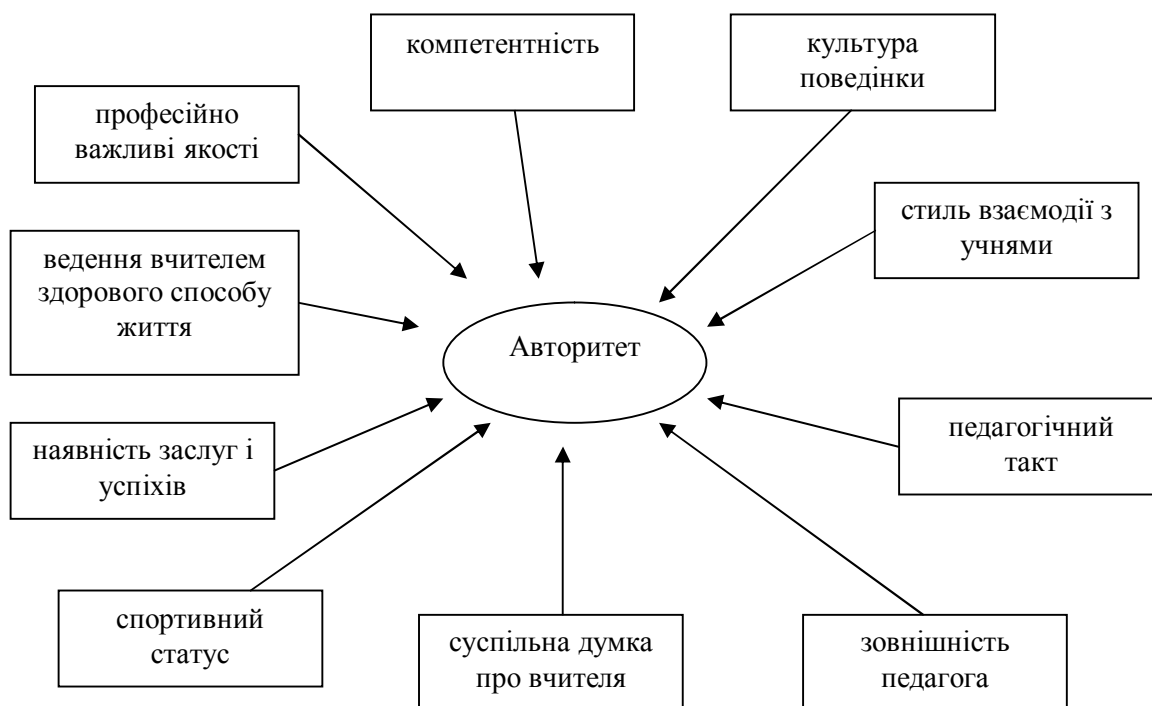 компетентність
культура
поведінки
професійно
важливі якості
стиль взаємодії з
учнями
ведення вчителем
здорового способу
життя
Авторитет
наявність заслуг і
успіхів
педагогічний
такт
спортивний
статус
суспільна думка
про вчителя
зовнішність
педагога